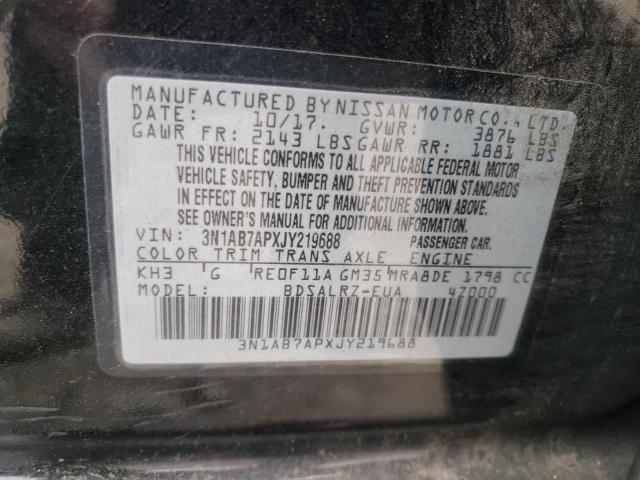 MANUFACTURED BY NISSAN MOTOR CO., LTD.
DATE: 10/17. GVWR: 3876 LBS
GAWR FR: 2143 LBS GAWR RR: 1881 LBS
THIS VEHICLE CONFORMS TO ALL APPLICABLE FEDERAL MOTOR
VEHICLE SAFETY, BUMPER AND THEFT PREVENTION STANDARDS
IN EFFECT ON THE DATE OF MANUFACTURE SHOWN ABOVE.
SEE OWNER'S MANUAL FOR ADDITIONAL INFORMATION.
VIN: 3N1AB7APXJY219688 PASSENGER CAR.
COLOR TRIM TRANS AXLE ENGINE
KH3 G RE0F11A GM35 MRA8DE 1798 CC
MODEL: BDSALRZ-EUA 4Z000
3N1AB7APXJY219688